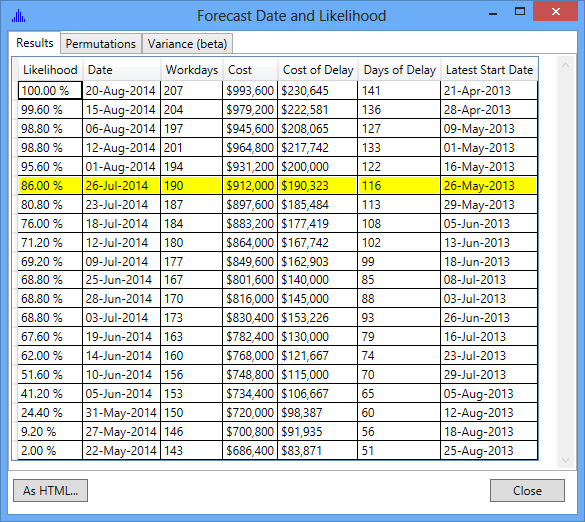 Forecast Date and Likelihood
Results Permutations Variance (beta)
Likelihood Date Workdays Cost Cost of Delay Days of Delay Latest Start Date
100.00 % 20-Aug-2014 207 $993,600 $230,645 141 21-Apr-2013
99.60 % 15-Aug-2014 204 $979,200 $222,581 136 28-Apr-2013
98.80 % 06-Aug-2014 197 $945,600 $208,065 127 09-May-2013
98.80 % 12-Aug-2014 201 $964,800 $217,742 133 01-May-2013
95.60 % 01-Aug-2014 194 $931,200 $200,000 122 16-May-2013
86.00 % 26-Jul-2014 190 $912,000 $190,323 116 26-May-2013
80.80 % 23-Jul-2014 187 $897,600 $185,484 113 29-May-2013
76.00 % 18-Jul-2014 184 $883,200 $177,419 108 05-Jun-2013
71.20 % 12-Jul-2014 180 $864,000 $167,742 102 13-Jun-2013
69.20 % 09-Jul-2014 177 $849,600 $162,903 99 18-Jun-2013
68.80 % 25-Jun-2014 167 $801,600 $140,000 85 08-Jul-2013
68.80 % 28-Jun-2014 170 $816,000 $145,000 88 03-Jul-2013
68.80 % 03-Jul-2014 173 $830,400 $153,226 93 26-Jun-2013
67.60 % 19-Jun-2014 163 $782,400 $130,000 79 16-Jul-2013
62.00 % 14-Jun-2014 160 $768,000 $121,667 74 23-Jul-2013
51.60 % 10-Jun-2014 156 $748,800 $115,000 70 29-Jul-2013
41.20 % 05-Jun-2014 153 $734,400 $106,667 65 05-Aug-2013
24.40 % 31-May-2014 150 $720,000 $98,387 60 12-Aug-2013
9.20 % 27-May-2014 146 $700,800 $91,935 56 18-Aug-2013
2.00 % 22-May-2014 143 $686,400 $83,871 51 25-Aug-2013
As HTML... Close